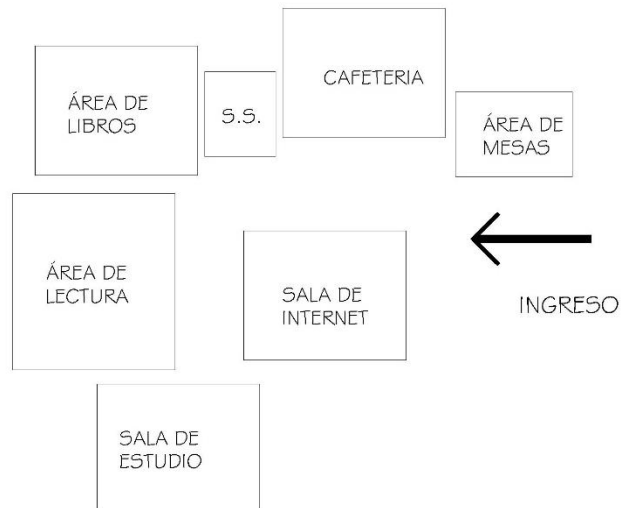 CAFETERIA
ÁREA DE
LIBROS
S.S.
ÁREA DE
MESAS
ÁREA DE
LECTURA
SALA DE
INTERNET
INGRESO
SALA DE
ESTUDIO